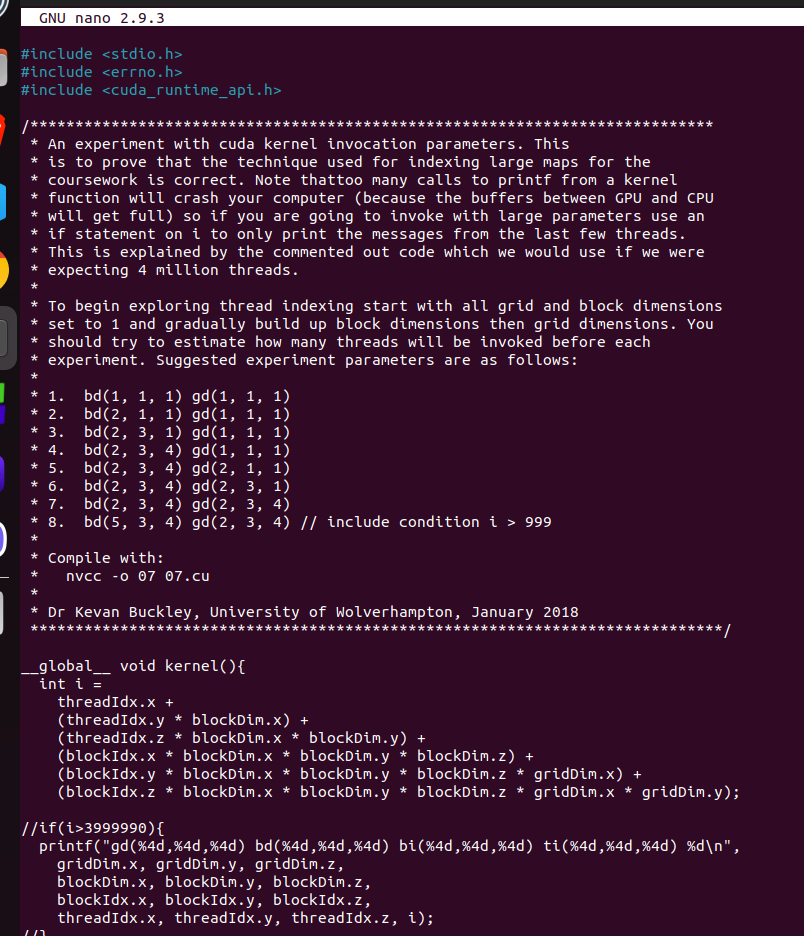 GNU nano 2.9.3
#include <stdio.h>
#include <errno.h>
#include <cuda_runtime_api.h>
/****************************************************************************
 * An experiment with cuda kernel invocation parameters. This
 * is to prove that the technique used for indexing large maps for the
 * coursework is correct. Note thattoo many calls to printf from a kernel
 * function will crash your computer (because the buffers between GPU and CPU
 * will get full) so if you are going to invoke with large parameters use an
 * if statement on i to only print the messages from the last few threads.
 * This is explained by the commented out code which we would use if we were
 * expecting 4 million threads.
 *
 * To begin exploring thread indexing start with all grid and block dimensions
 * set to 1 and gradually build up block dimensions then grid dimensions. You
 * should try to estimate how many threads will be invoked before each
 * experiment. Suggested experiment parameters are as follows:
 *
 * 1.  bd(1, 1, 1) gd(1, 1, 1)
 * 2.  bd(2, 1, 1) gd(1, 1, 1)
 * 3.  bd(2, 3, 1) gd(1, 1, 1)
 * 4.  bd(2, 3, 4) gd(1, 1, 1)
 * 5.  bd(2, 3, 4) gd(2, 1, 1)
 * 6.  bd(2, 3, 4) gd(2, 3, 1)
 * 7.  bd(2, 3, 4) gd(2, 3, 4)
 * 8.  bd(5, 3, 4) gd(2, 3, 4) // include condition i > 999
 *
 * Compile with:
 *   nvcc -o 07 07.cu
 *
 * Dr Kevan Buckley, University of Wolverhampton, January 2018
 *****************************************************************************/
__global__ void kernel(){
  int i =
    threadIdx.x +
    (threadIdx.y * blockDim.x) +
    (threadIdx.z * blockDim.x * blockDim.y) +
    (blockIdx.x * blockDim.x * blockDim.y * blockDim.z) +
    (blockIdx.y * blockDim.x * blockDim.y * blockDim.z * gridDim.x) +
    (blockIdx.z * blockDim.x * blockDim.y * blockDim.z * gridDim.x * gridDim.y);
//if(i>3999990){
  printf("gd(%4d,%4d,%4d) bd(%4d,%4d,%4d) bi(%4d,%4d,%4d) ti(%4d,%4d,%4d) %d\n",
    gridDim.x, gridDim.y, gridDim.z,
    blockDim.x, blockDim.y, blockDim.z,
    blockIdx.x, blockIdx.y, blockIdx.z,
    threadIdx.x, threadIdx.y, threadIdx.z, i);
//}